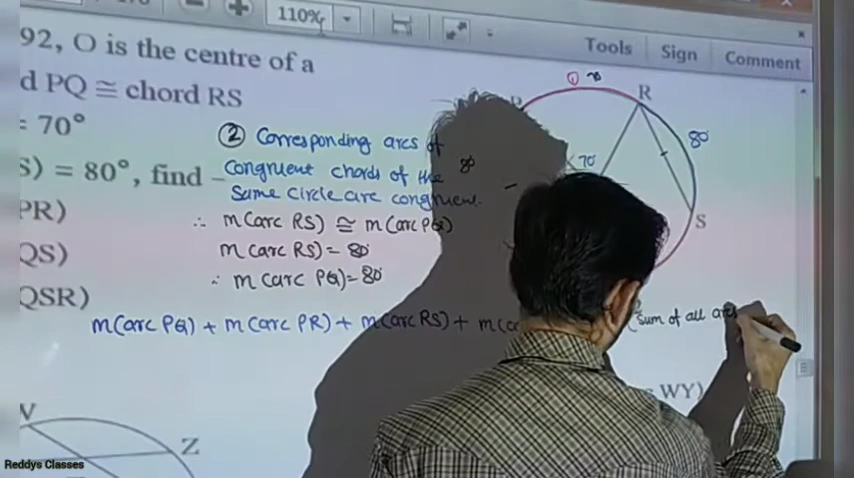 110%
Tools Sign Comment
92, O is the centre of a
d PQ ≅ chord RS
= 70°
S) = 80°, find –
PR)
QS)
QSR)
② Corresponding arcs of
congruent chords of the
Same circle are congruent.
∴ m(arc RS) ≅ m(arc PQ)
m(arc RS) = 80°
∴ m(arc PQ) = 80°
m(arc PQ) + m(arc PR) + m(arc RS) + m(
(sum of all arcs
① x
R
80°
70°
80
S
WY)
V
Z
Reddys Classes